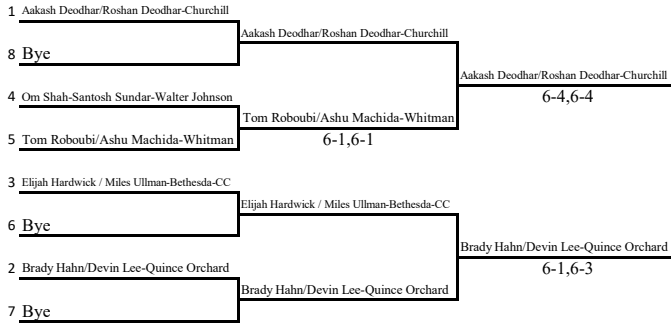 1 Aakash Deodhar/Roshan Deodhar-Churchill
Aakash Deodhar/Roshan Deodhar-Churchill
8 Bye
Aakash Deodhar/Roshan Deodhar-Churchill
6-4,6-4
4 Om Shah-Santosh Sundar-Walter Johnson
Tom Roboubi/Ashu Machida-Whitman
6-1,6-1
5 Tom Roboubi/Ashu Machida-Whitman
3 Elijah Hardwick / Miles Ullman-Bethesda-CC
Elijah Hardwick / Miles Ullman-Bethesda-CC
6 Bye
Brady Hahn/Devin Lee-Quince Orchard
6-1,6-3
2 Brady Hahn/Devin Lee-Quince Orchard
Brady Hahn/Devin Lee-Quince Orchard
7 Bye